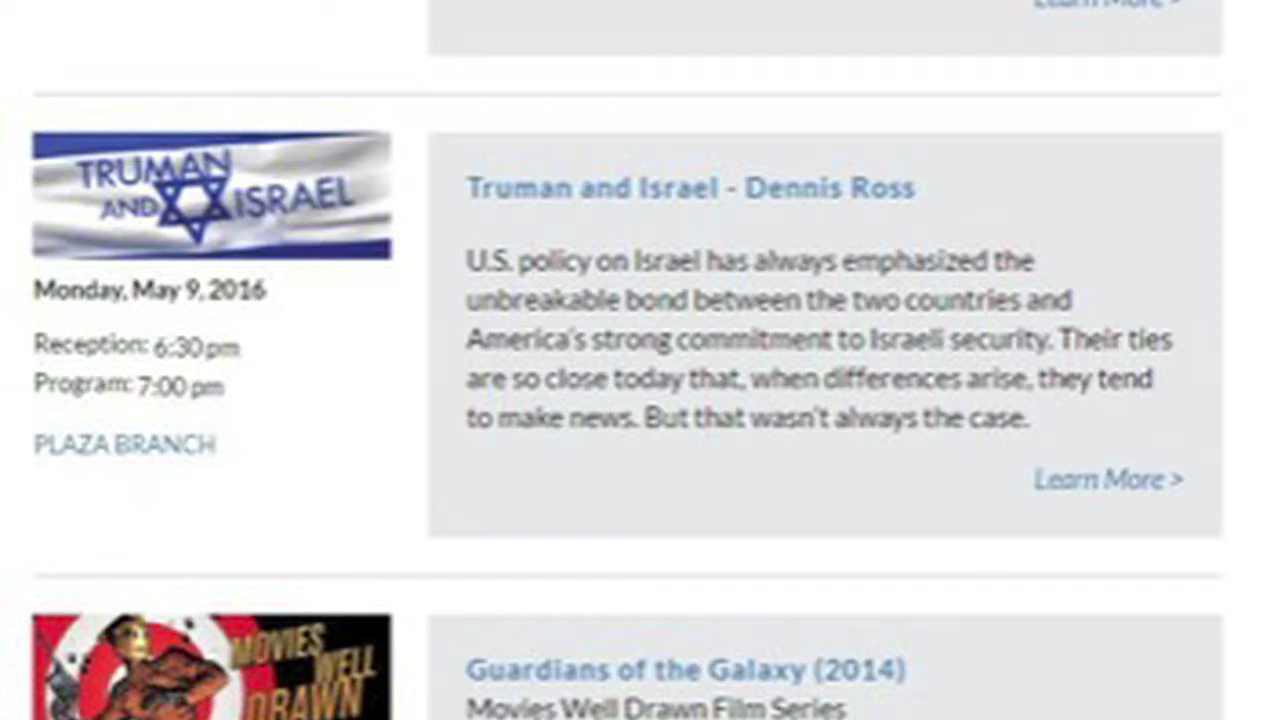 Learn More >
TRUMAN
AND ISRAEL
Monday, May 9, 2016
Reception: 6:30 pm
Program: 7:00 pm
PLAZA BRANCH
Truman and Israel - Dennis Ross
U.S. policy on Israel has always emphasized the
unbreakable bond between the two countries and
America's strong commitment to Israeli security. Their ties
are so close today that, when differences arise, they tend
to make news. But that wasn't always the case.
Learn More >
MOVIES
WELL
DRAWN
Guardians of the Galaxy (2014)
Movies Well Drawn Film Series